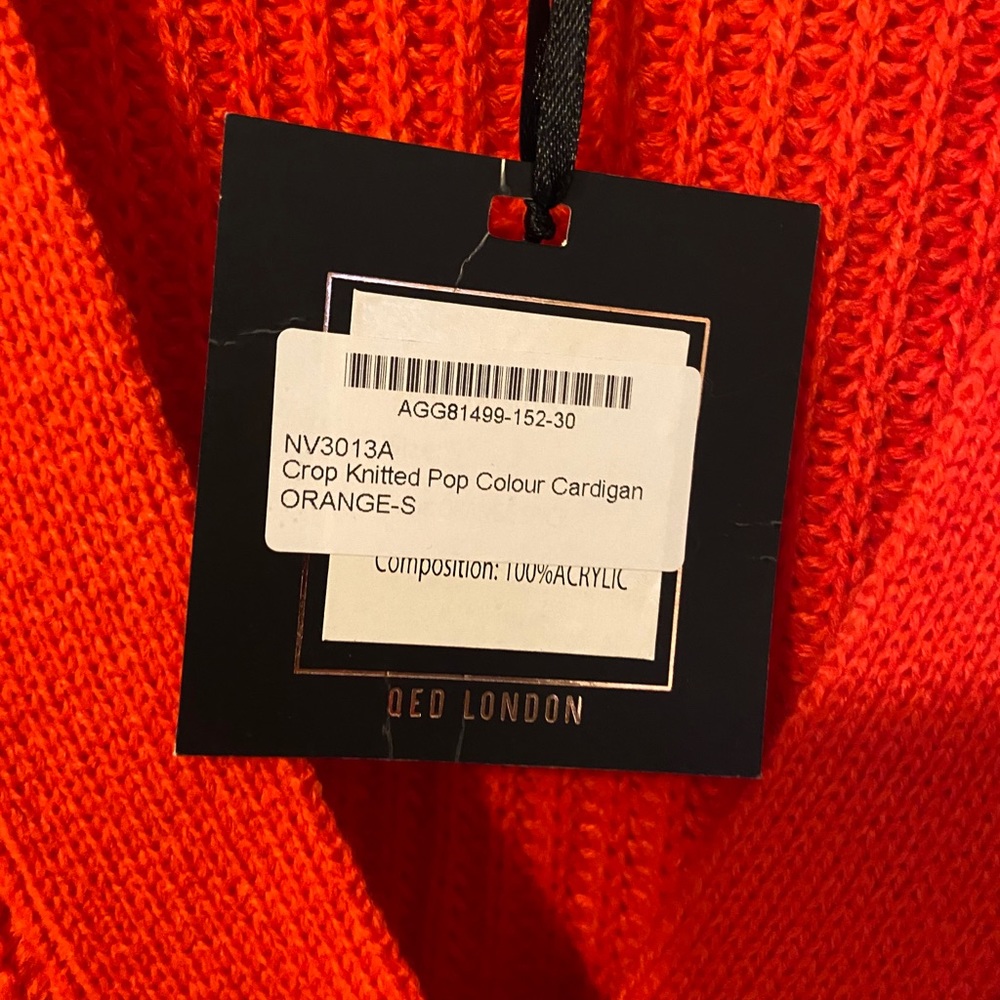 AGG81499-152-30
NV3013A
Crop Knitted Pop Colour Cardigan
ORANGE-S
Composition: 100%ACRYLIC
QED LONDON